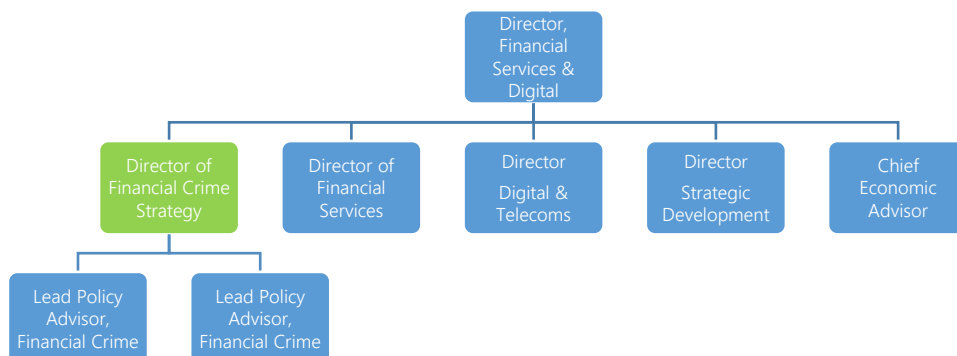 Director,
Financial
Services &
Digital
Director of
Financial Crime
Strategy
Director of
Financial
Services
Director
Digital &
Telecoms
Director
Strategic
Development
Chief
Economic
Advisor
Lead Policy
Advisor,
Financial Crime
Lead Policy
Advisor,
Financial Crime